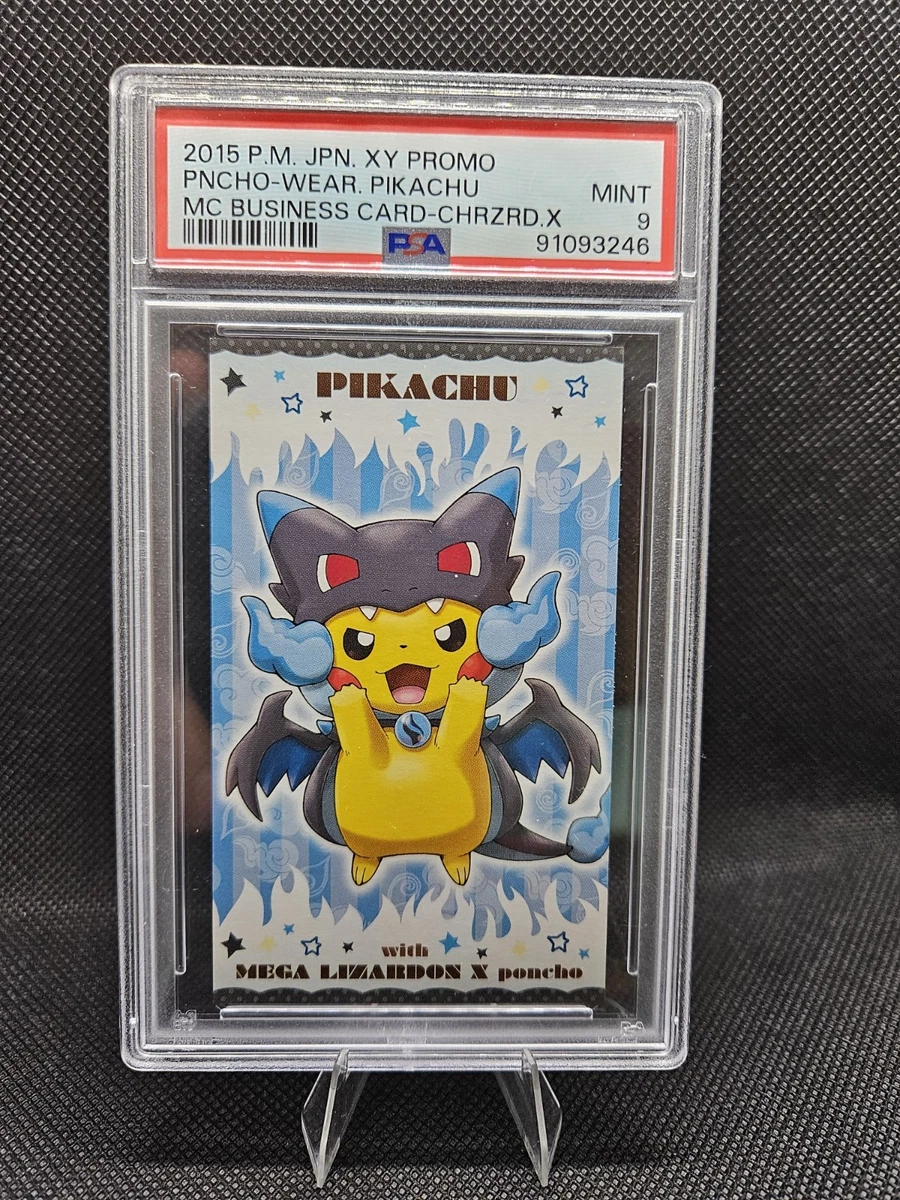 2015 P.M. JPN. XY PROMO
PNCHO-WEAR. PIKACHU MINT
MC BUSINESS CARD-CHRZRD.X 9
PSA 91093246
PIKACHU
with
MEGA LIZARDON X poncho